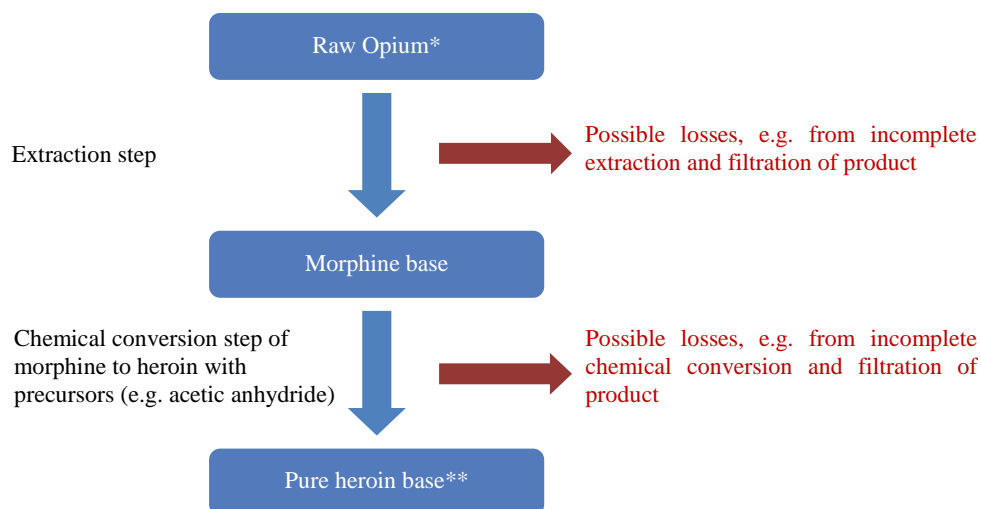 Raw Opium*
Extraction step
Possible losses, e.g. from incomplete
extraction and filtration of product
Morphine base
Chemical conversion step of
morphine to heroin with
precursors (e.g. acetic anhydride)
Possible losses, e.g. from incomplete
chemical conversion and filtration of
product
Pure heroin base**